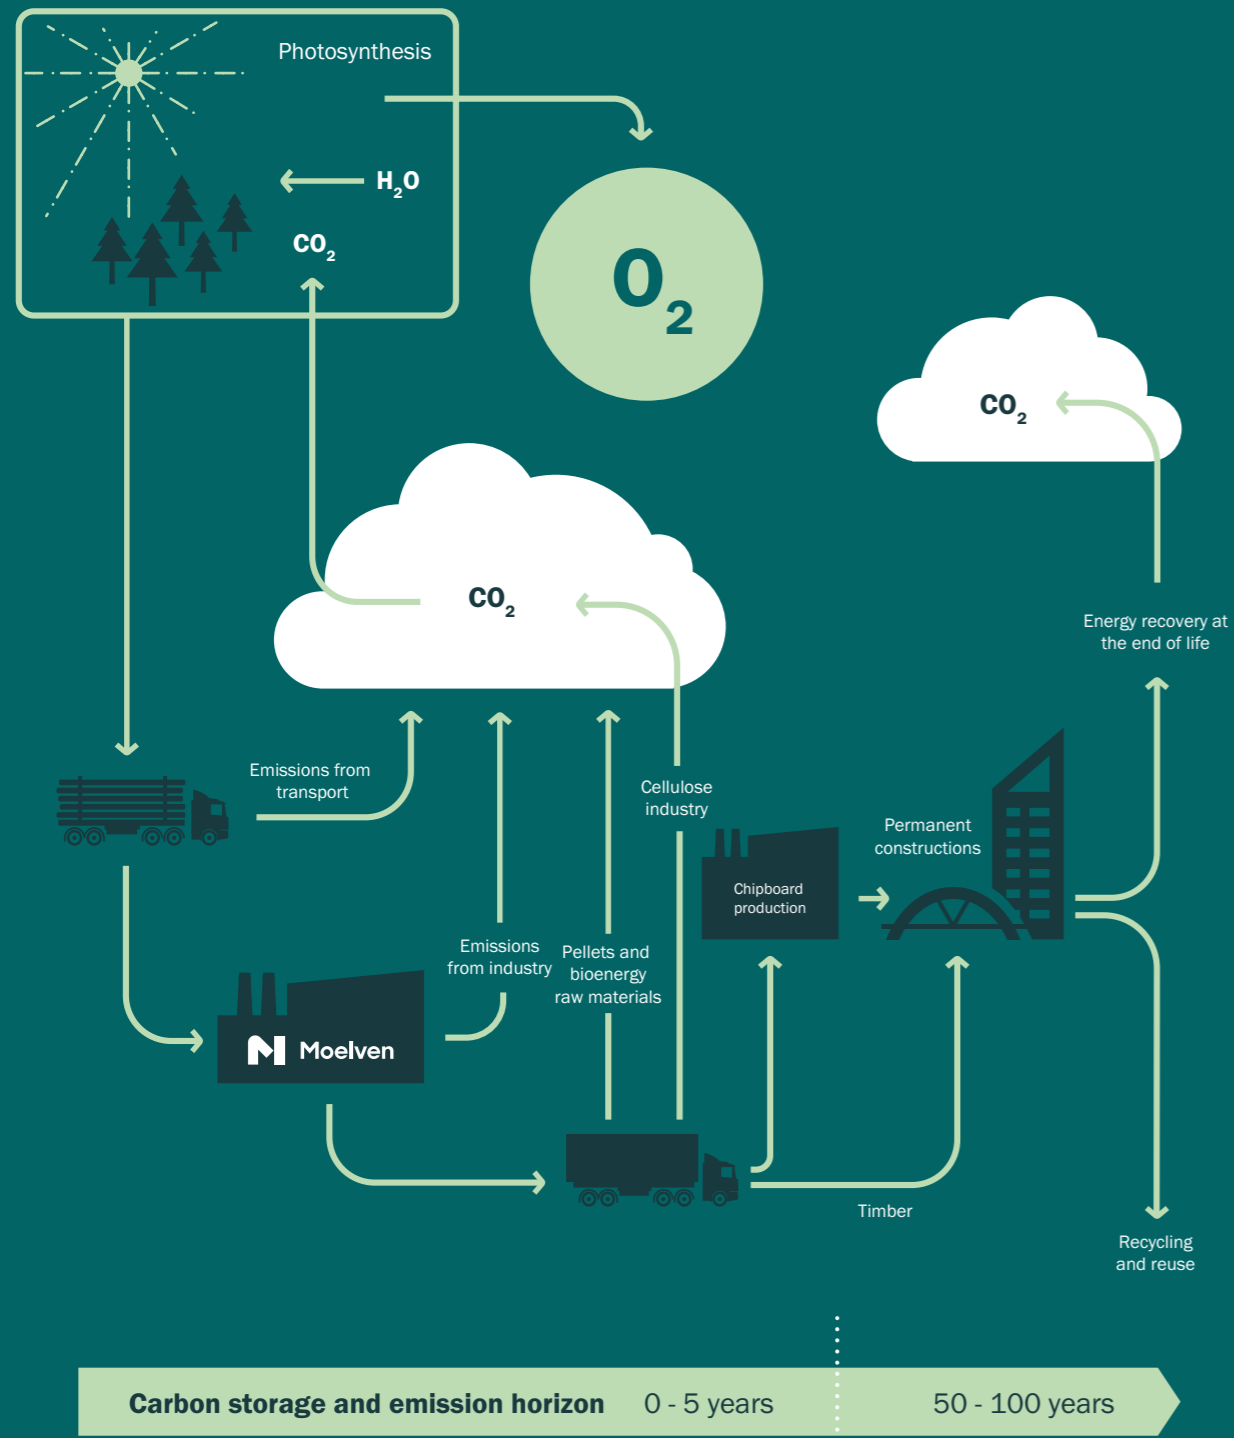 Photosynthesis
H₂O
CO₂
O₂
CO₂
CO₂
Energy recovery at
the end of life
Emissions from
transport
Cellulose
industry
Permanent
constructions
Chipboard
production
Emissions
from industry
Pellets and
bioenergy
raw materials
Moelven
Timber
Recycling
and reuse
Carbon storage and emission horizon 0 - 5 years 50 - 100 years